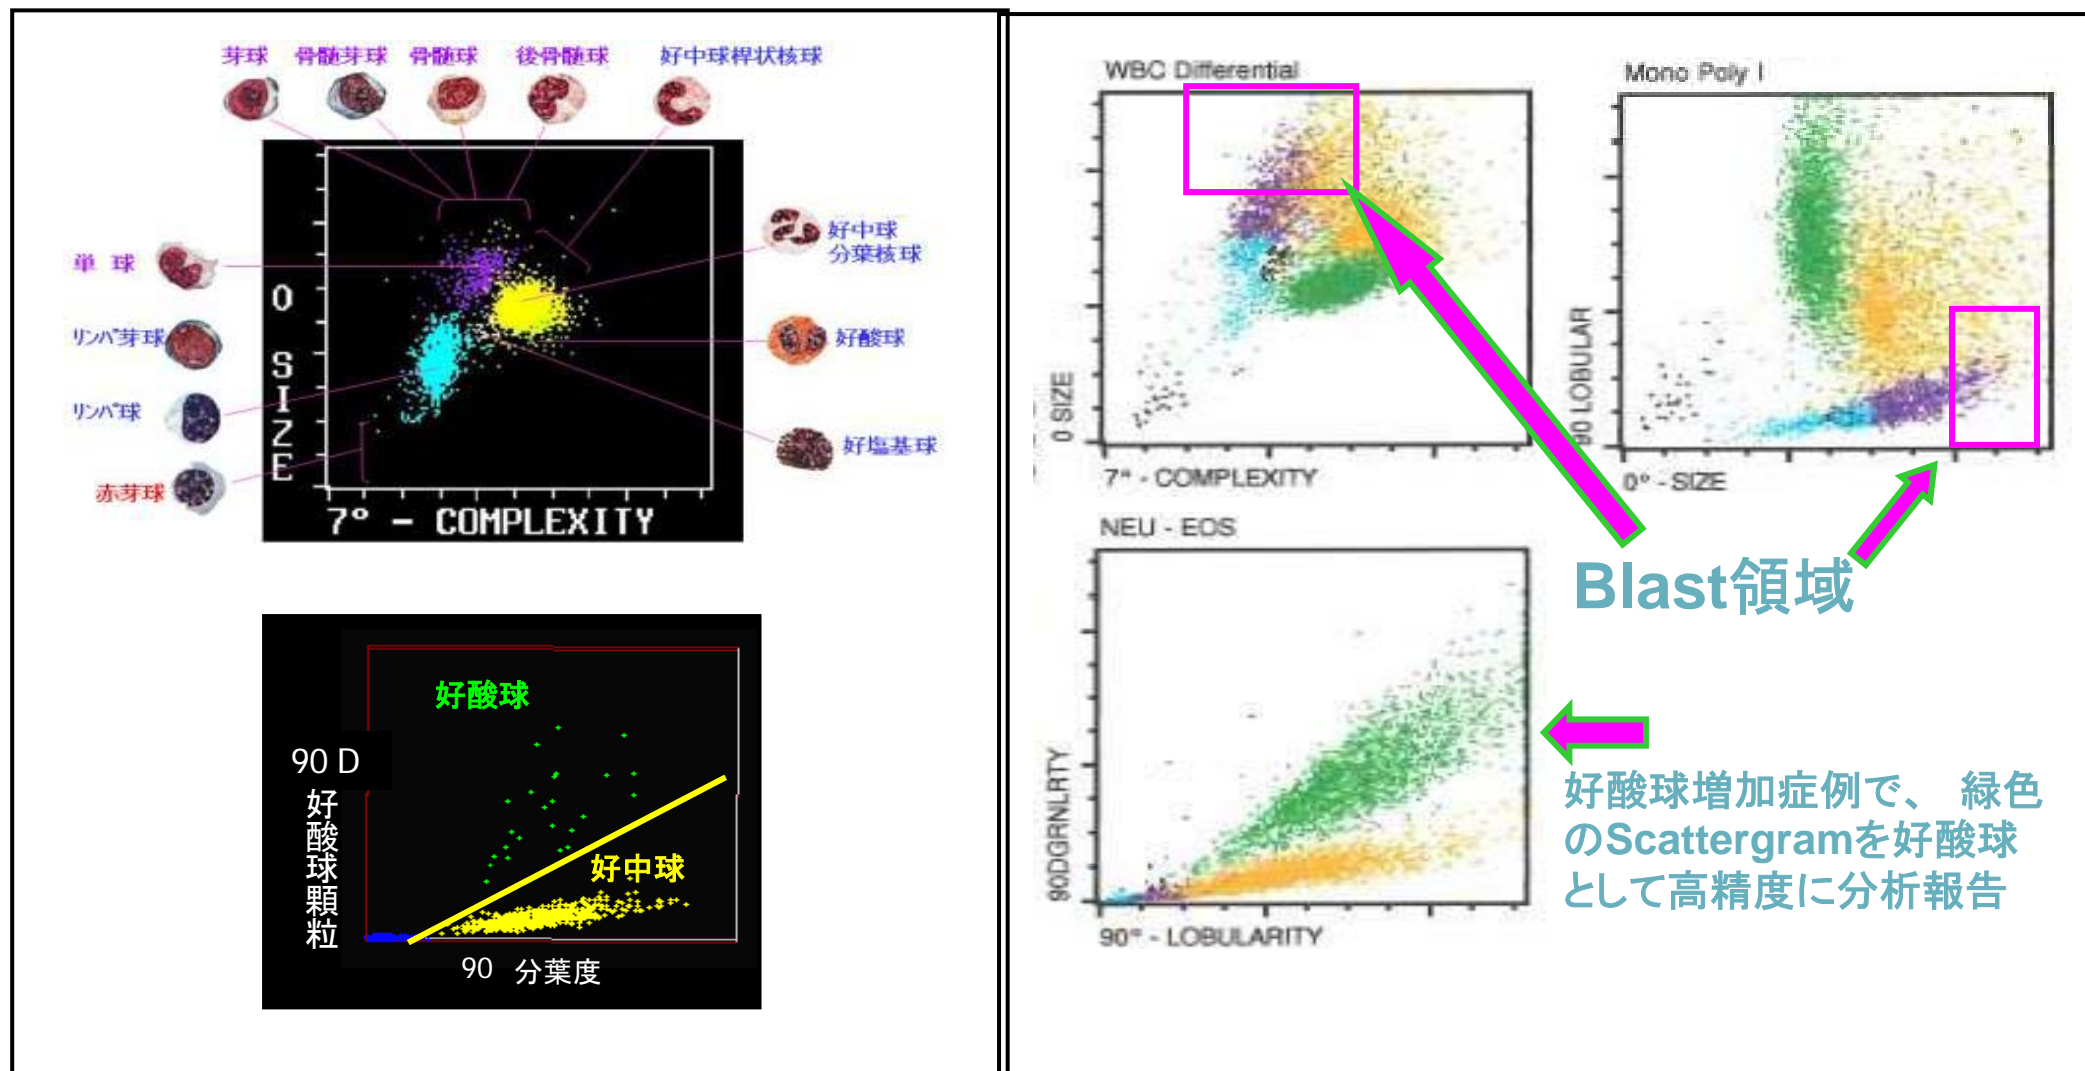 芽球 骨髄芽球 骨髄球 後骨髄球 好中球桿状核球
好中球
分葉核球
単 球
リンパ芽球
好酸球
リンパ球
好塩基球
赤芽球
0 SIZE
7° - COMPLEXITY
好酸球
90 D
好酸球顆粒
好中球
90 分葉度
WBC Differential
0 SIZE
7° - COMPLEXITY
Mono Poly I
90 LOBULAR
0° - SIZE
Blast領域
NEU - EOS
90DGRNLRTY
90° - LOBULARITY
好酸球増加症例で、 緑色
のScattergramを好酸球
として高精度に分析報告